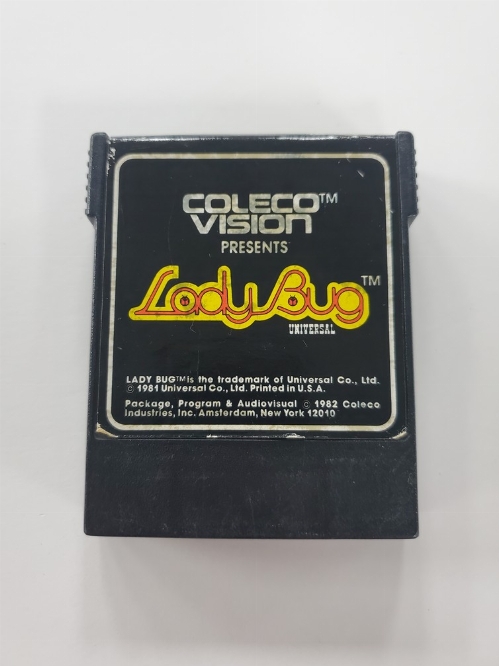 COLECO™
VISION
PRESENTS
Lady Bug™
UNIVERSAL
LADY BUG™ is the trademark of Universal Co., Ltd.
© 1981 Universal Co., Ltd. Printed in U.S.A.
Package, Program & Audiovisual © 1982 Coleco
Industries, Inc. Amsterdam, New York 12010